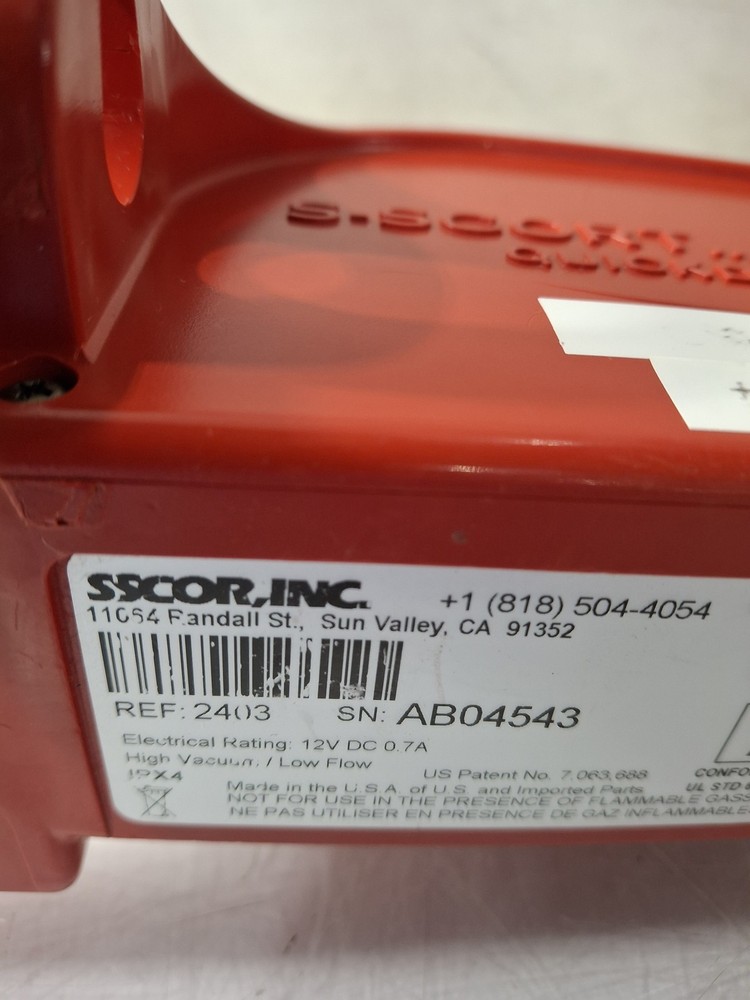 S-SCORT
SSCOR,INC.
+1 (818) 504-4054
11064 Randall St., Sun Valley, CA 91352
REF: 2403 SN: AB04543
Electrical Rating: 12V DC 0.7A
High Vacuum / Low Flow
IPX4
US Patent No. 7,063,688
Made in the U.S.A. of U.S. and Imported Parts
NOT FOR USE IN THE PRESENCE OF FLAMMABLE
NE PAS UTILISER EN PRESENCE DE GAZ INFLAMMABLE
UL STD